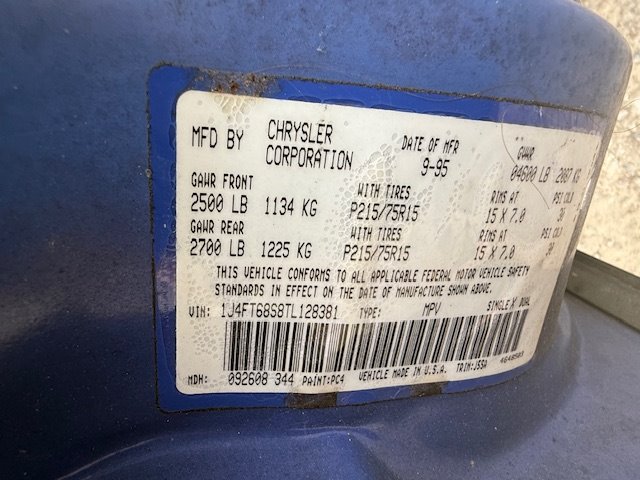 MFD BY CHRYSLER CORPORATION DATE OF MFR 9-95 GVWR 04600 LB 2087 KG
GAWR FRONT WITH TIRES RIMS AT PSI COLD
2500 LB 1134 KG P215/75R15 15 X 7.0
GAWR REAR WITH TIRES RIMS AT PSI COLD
2700 LB 1225 KG P215/75R15 15 X 7.0
THIS VEHICLE CONFORMS TO ALL APPLICABLE FEDERAL MOTOR VEHICLE SAFETY
STANDARDS IN EFFECT ON THE DATE OF MANUFACTURE SHOWN ABOVE.
VIN: 1J4FT68S8TL128381 TYPE: MPV SINGLE X DUAL
MDH: 092608 344 PAINT: PC4 VEHICLE MADE IN U.S.A. TRIM: J5SA